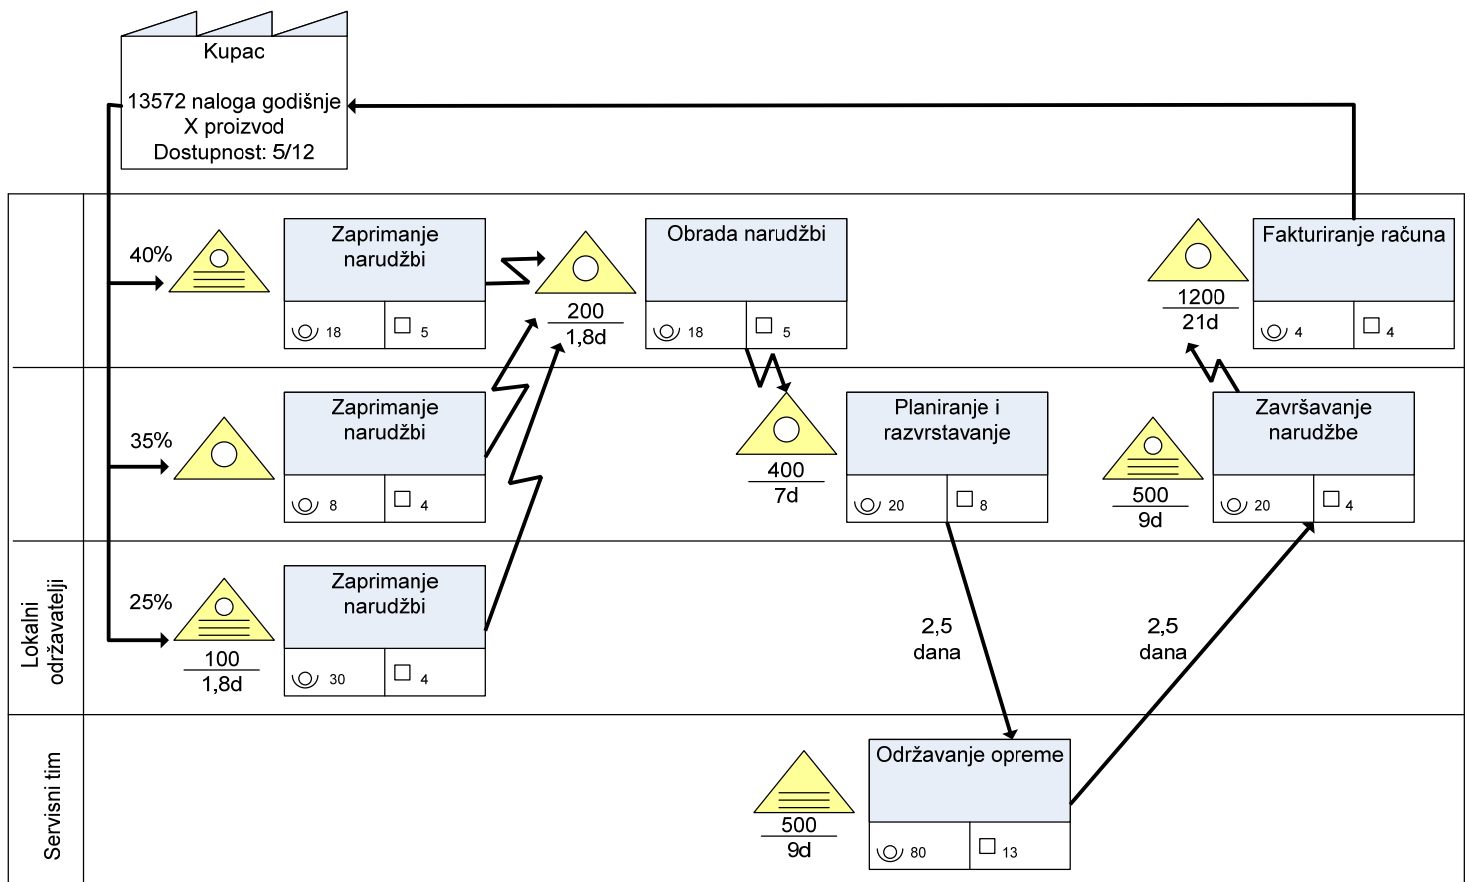 Kupac
13572 naloga godišnje
X proizvod
Dostupnost: 5/12
40%
Zaprimanje
narudžbi
18
5
200
1,8d
Obrada narudžbi
18
5
1200
21d
Fakturiranje računa
4
4
35%
Zaprimanje
narudžbi
8
4
400
7d
Planiranje i
razvrstavanje
20
8
500
9d
Završavanje
narudžbe
20
4
Lokalni
održavatelji
25%
100
1,8d
Zaprimanje
narudžbi
30
4
2,5
dana
2,5
dana
Servisni tim
500
9d
Održavanje opreme
80
13